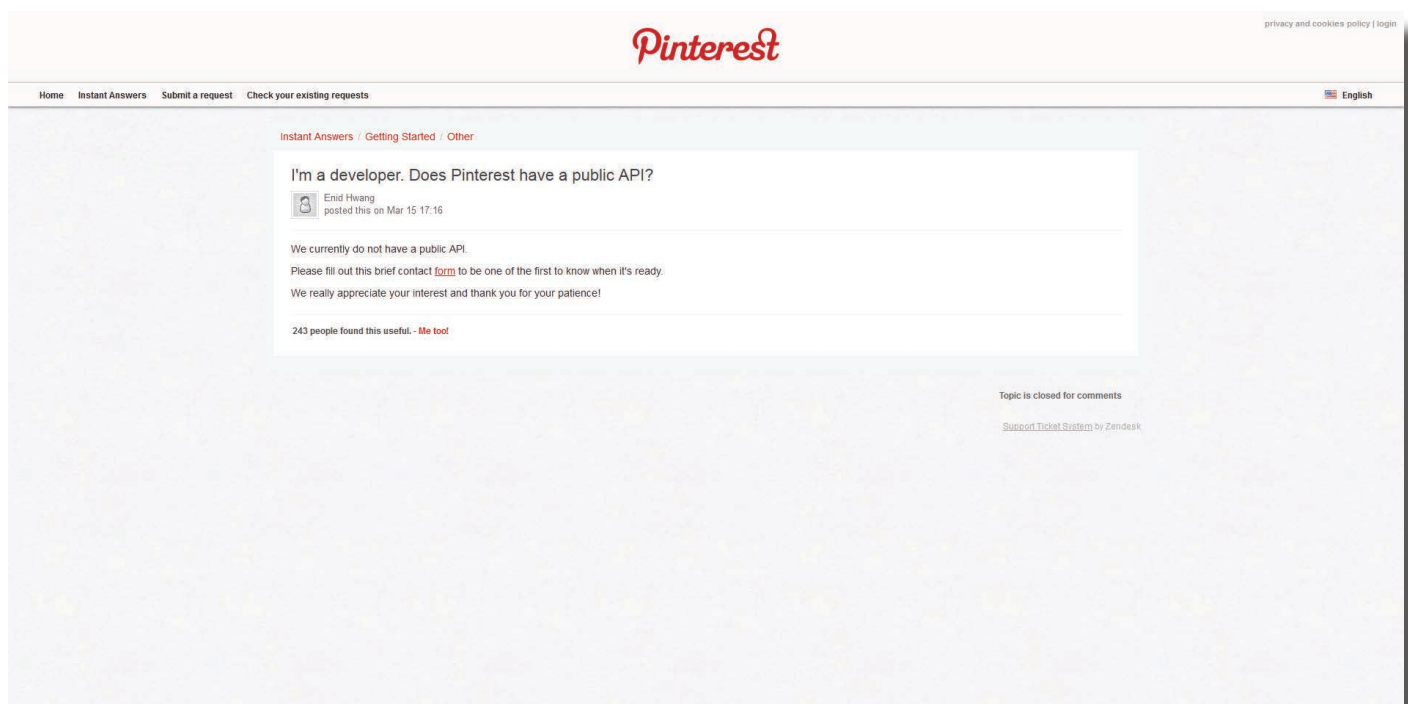 privacy and cookies policy | login
Pinterest
Home Instant Answers Submit a request Check your existing requests English
Instant Answers / Getting Started / Other
I'm a developer. Does Pinterest have a public API?
Enid Hwang
posted this on Mar 15 17:16
We currently do not have a public API.
Please fill out this brief contact form to be one of the first to know when it's ready.
We really appreciate your interest and thank you for your patience!
243 people found this useful. - Me too!
Topic is closed for comments
Support Ticket System by Zendesk